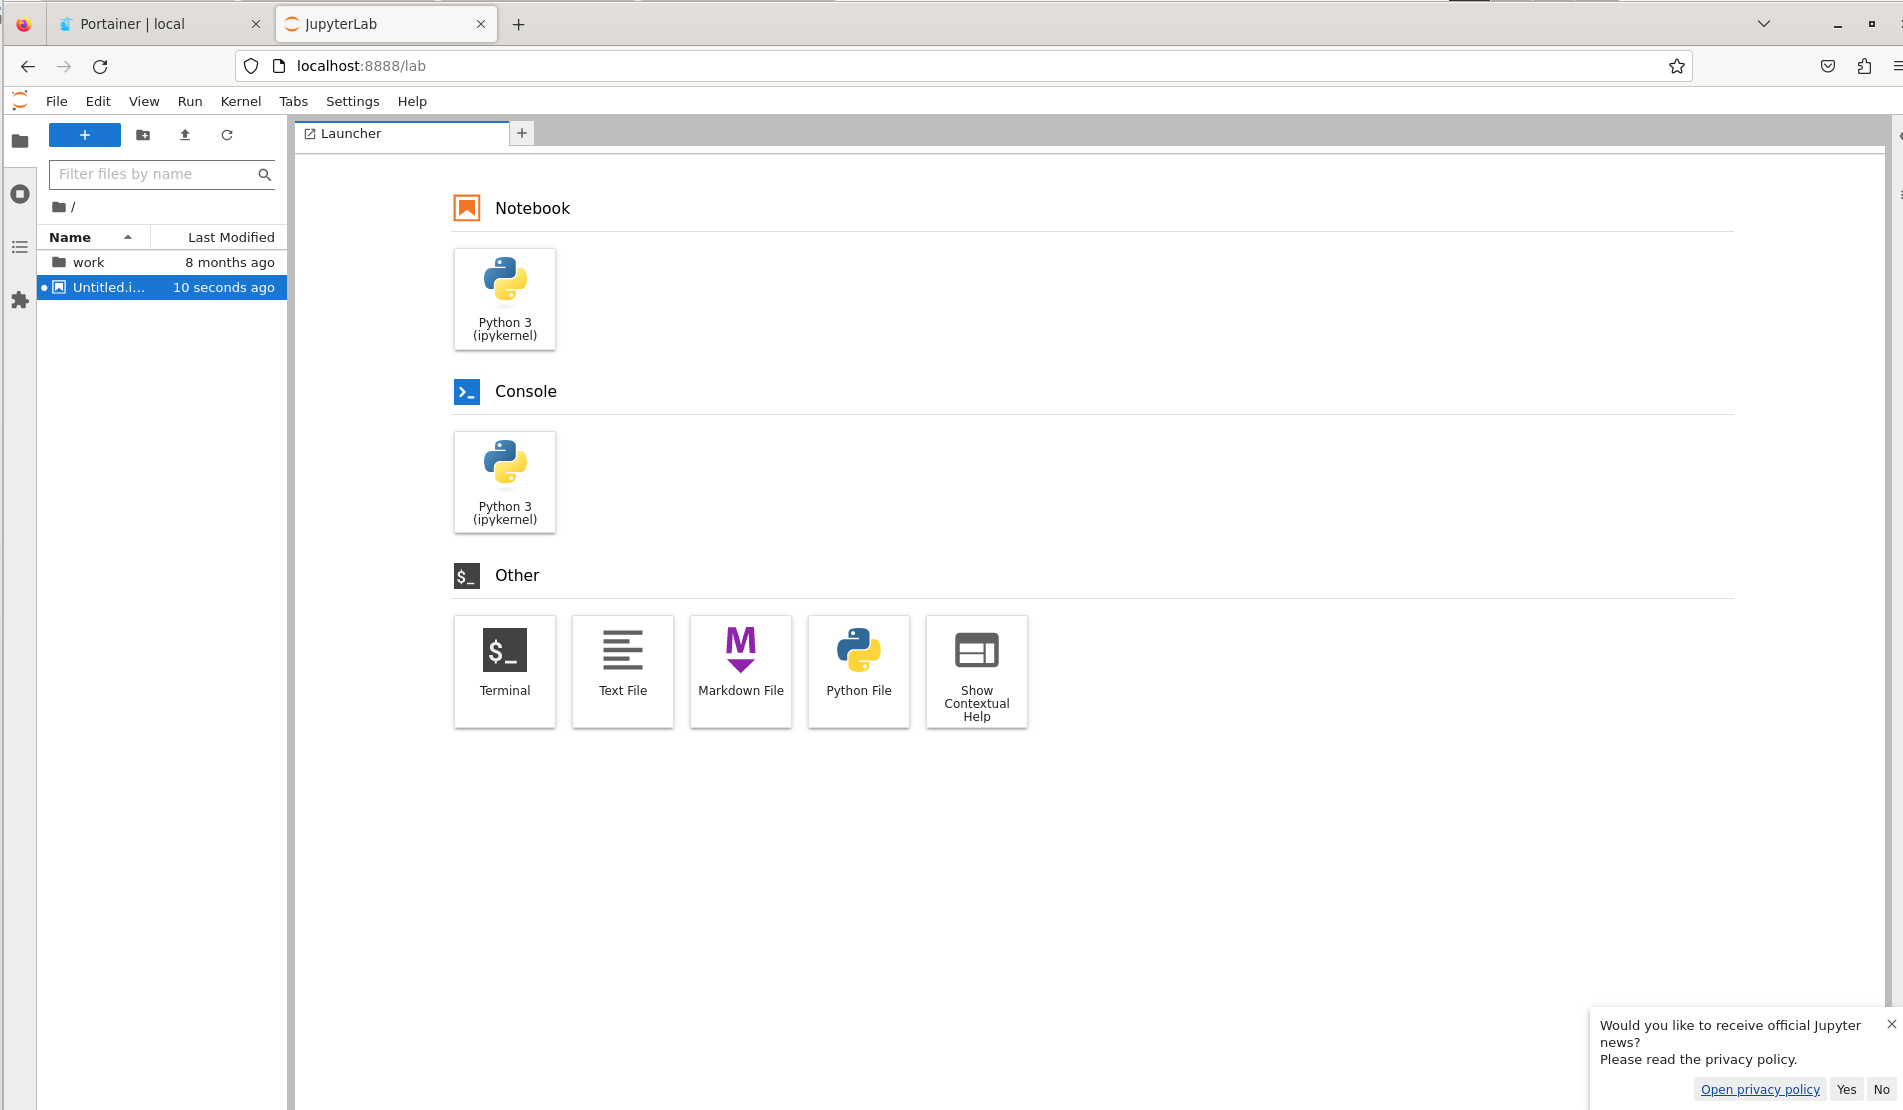 Portainer | local
JupyterLab
localhost:8888/lab
File Edit View Run Kernel Tabs Settings Help
Launcher
Filter files by name
/
Name Last Modified
work 8 months ago
Untitled.i... 10 seconds ago
Notebook
Python 3
(ipykernel)
Console
Python 3
(ipykernel)
Other
$_
$_
Terminal
Text File
M
Markdown File
Python File
Show
Contextual
Help
Would you like to receive official Jupyter
news?
Please read the privacy policy.
Open privacy policy Yes No